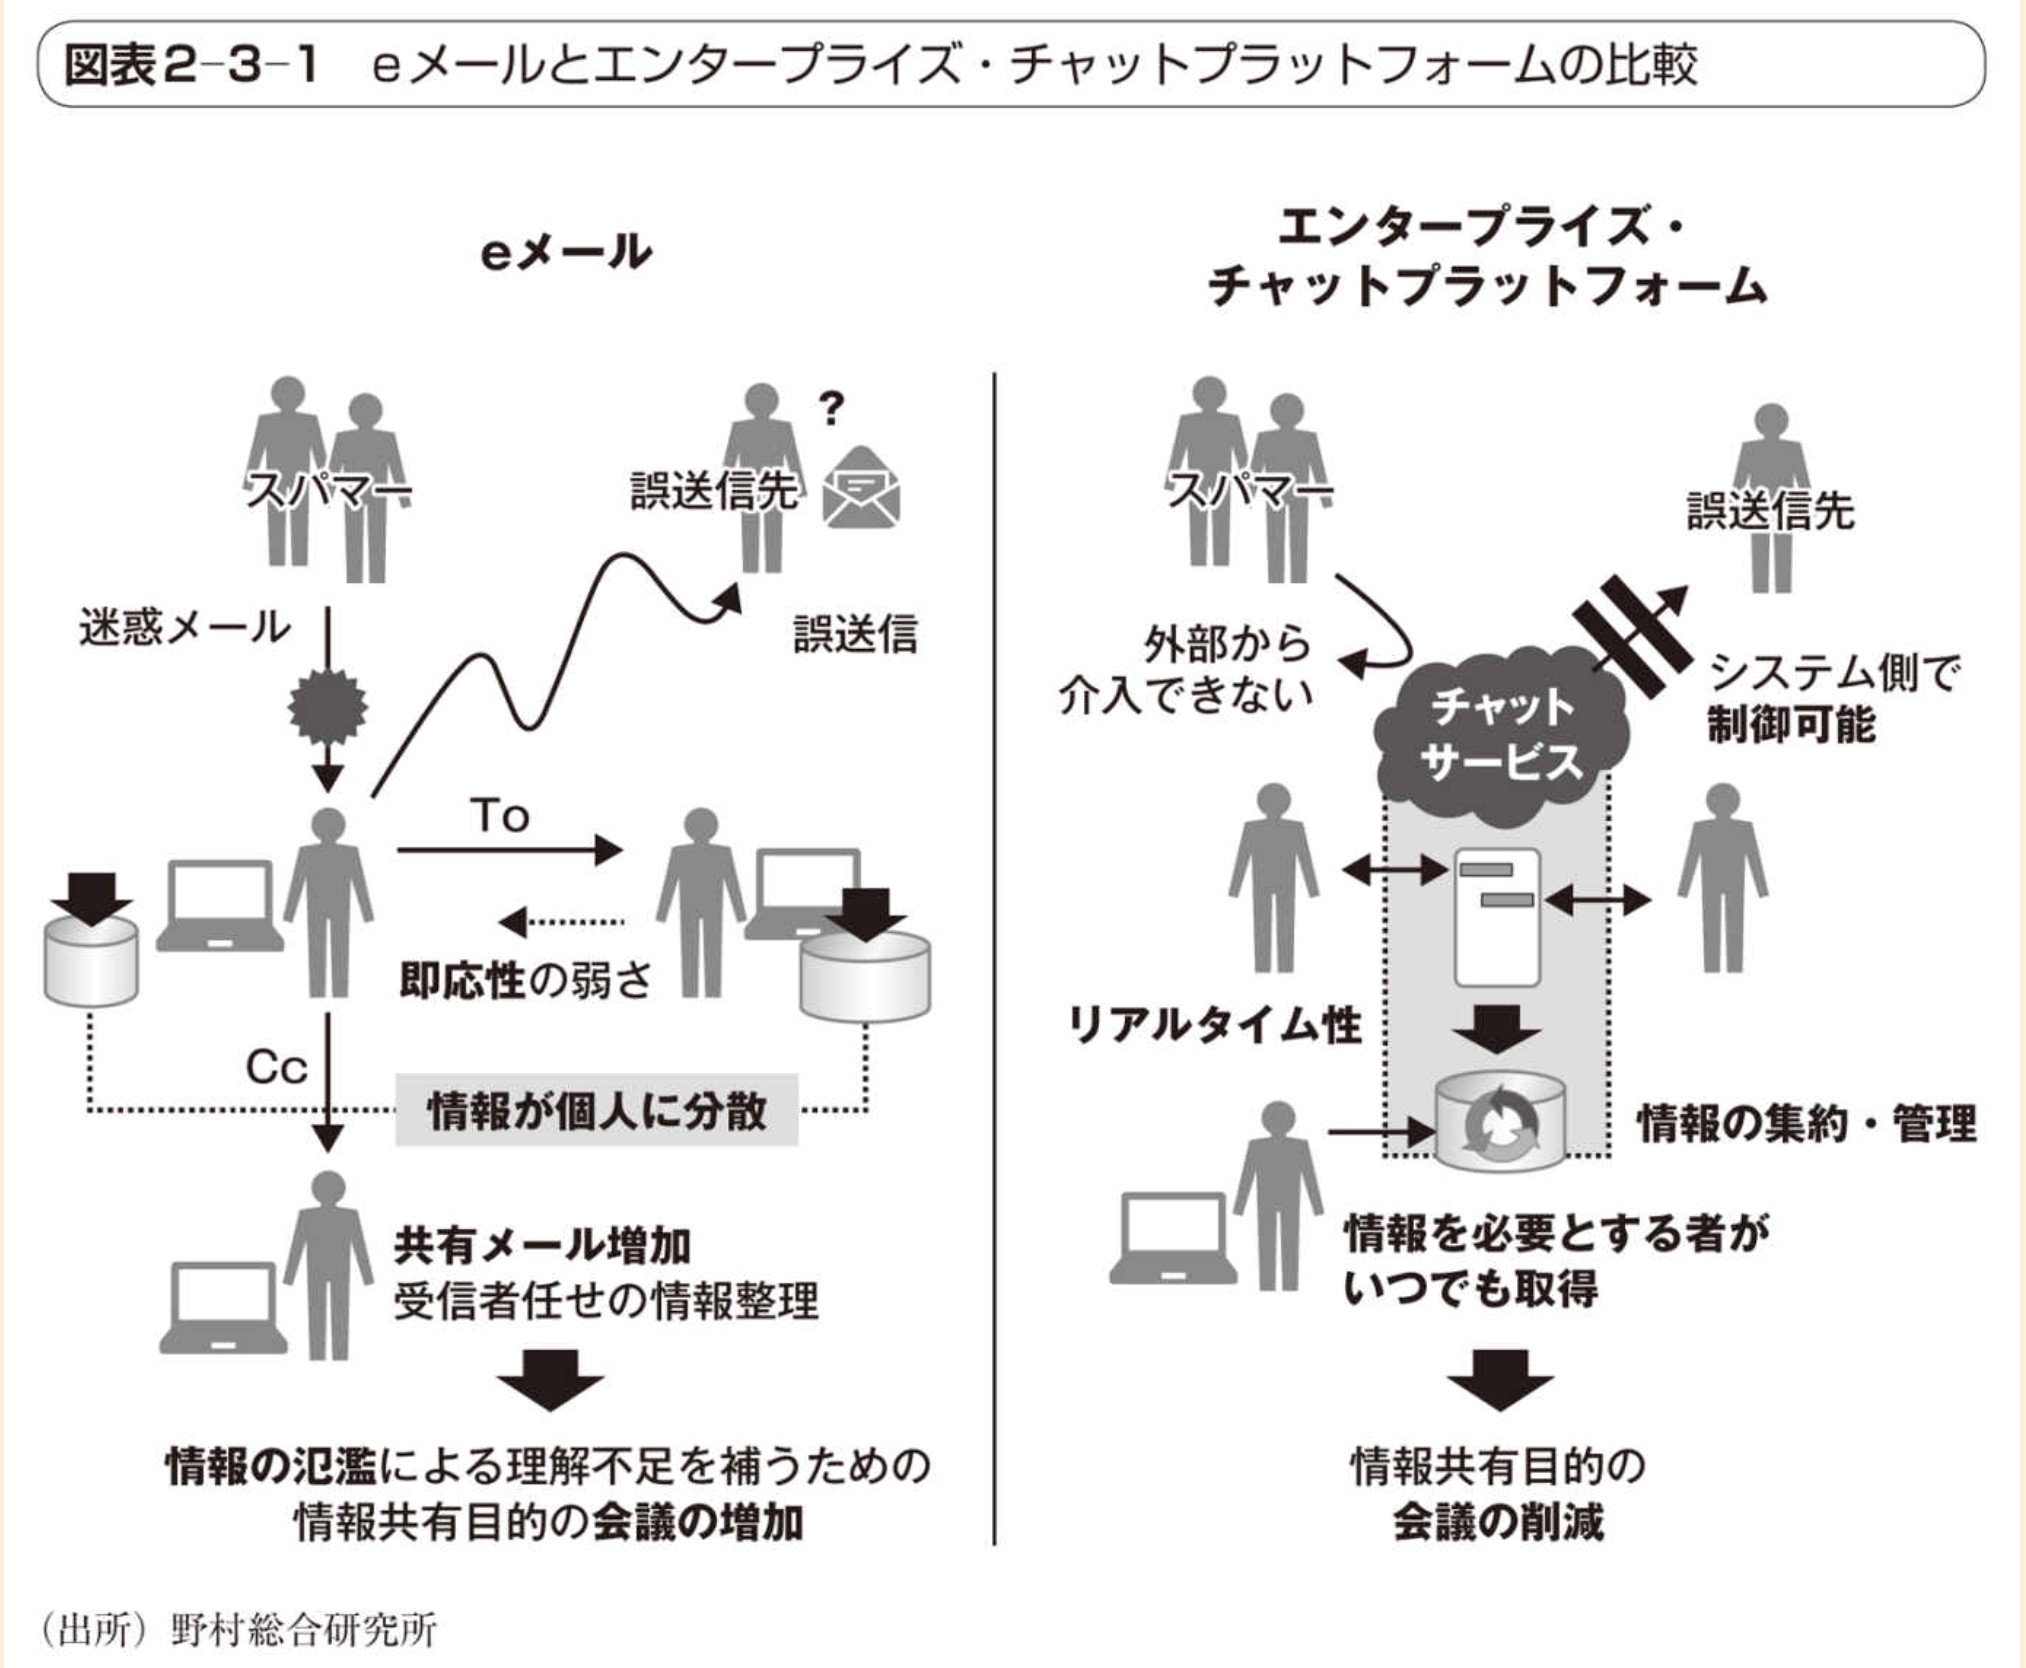 図表2-3-1 eメールとエンタープライズ・チャットプラットフォームの比較
eメール
スパマー
誤送信先
?
迷惑メール
誤送信
To
即応性の弱さ
Cc
情報が個人に分散
共有メール増加
受信者任せの情報整理
情報の氾濫による理解不足を補うための
情報共有目的の会議の増加
エンタープライズ・
チャットプラットフォーム
スパマー
誤送信先
外部から
介入できない
チャット
サービス
システム側で
制御可能
リアルタイム性
情報の集約・管理
情報を必要とする者が
いつでも取得
情報共有目的の
会議の削減
（出所）野村総合研究所